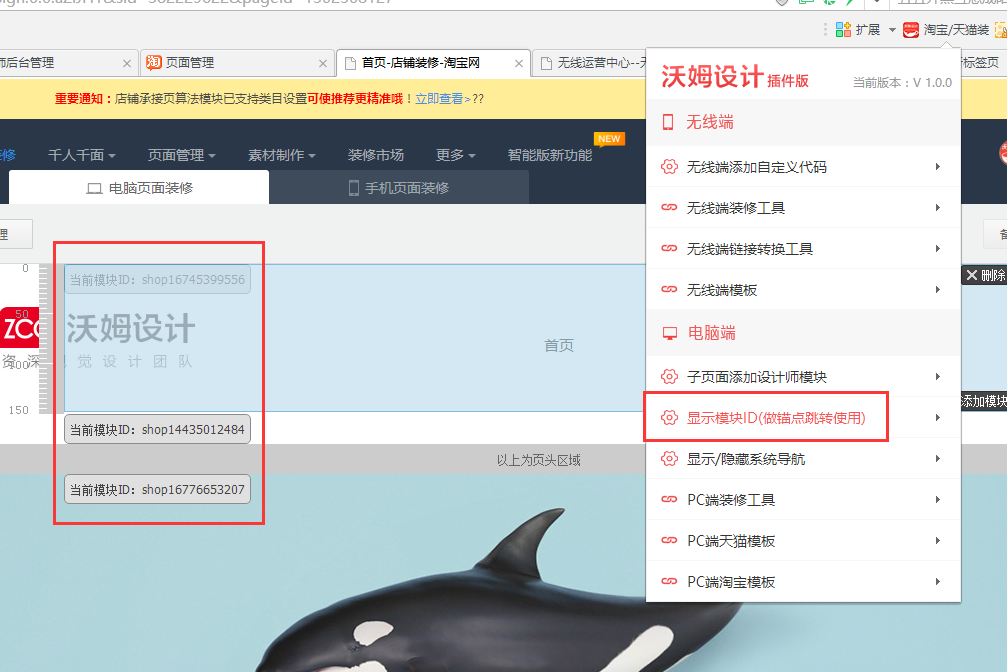 扩展
淘宝/天猫装
师后台管理
页面管理
首页-店铺装修-淘宝网
无线运营中心--天
标签页
重要通知：店铺承接页算法模块已支持类目设置可使推荐更精准哦！立即查看>??
修
千人千面
页面管理
素材制作
装修市场
更多
智能版新功能
NEW
电脑页面装修
手机页面装修
理
备
0
50
100
150
当前模块ID：shop16745399556
ZCO
沃姆设计
资深视觉设计团队
首页
删除
添加模块
当前模块ID：shop14435012484
以上为页头区域
当前模块ID：shop16776653207
沃姆设计 插件版
当前版本：V 1.0.0
无线端
无线端添加自定义代码
无线端装修工具
无线端链接转换工具
无线端模板
电脑端
子页面添加设计师模块
显示模块ID(做锚点跳转使用)
显示/隐藏系统导航
PC端装修工具
PC端天猫模板
PC端淘宝模板